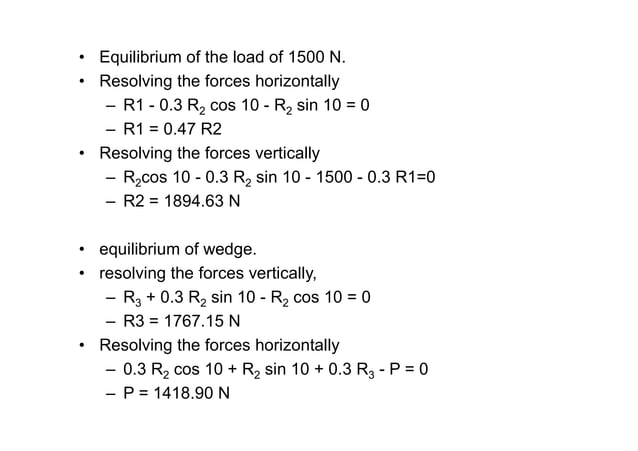 • Equilibrium of the load of 1500 N.
• Resolving the forces horizontally
– R1 - 0.3 R₂ cos 10 - R₂ sin 10 = 0
– R1 = 0.47 R2
• Resolving the forces vertically
– R₂cos 10 - 0.3 R₂ sin 10 - 1500 - 0.3 R1=0
– R2 = 1894.63 N
• equilibrium of wedge.
• resolving the forces vertically,
– R₃ + 0.3 R₂ sin 10 - R₂ cos 10 = 0
– R3 = 1767.15 N
• Resolving the forces horizontally
– 0.3 R₂ cos 10 + R₂ sin 10 + 0.3 R₃ - P = 0
– P = 1418.90 N